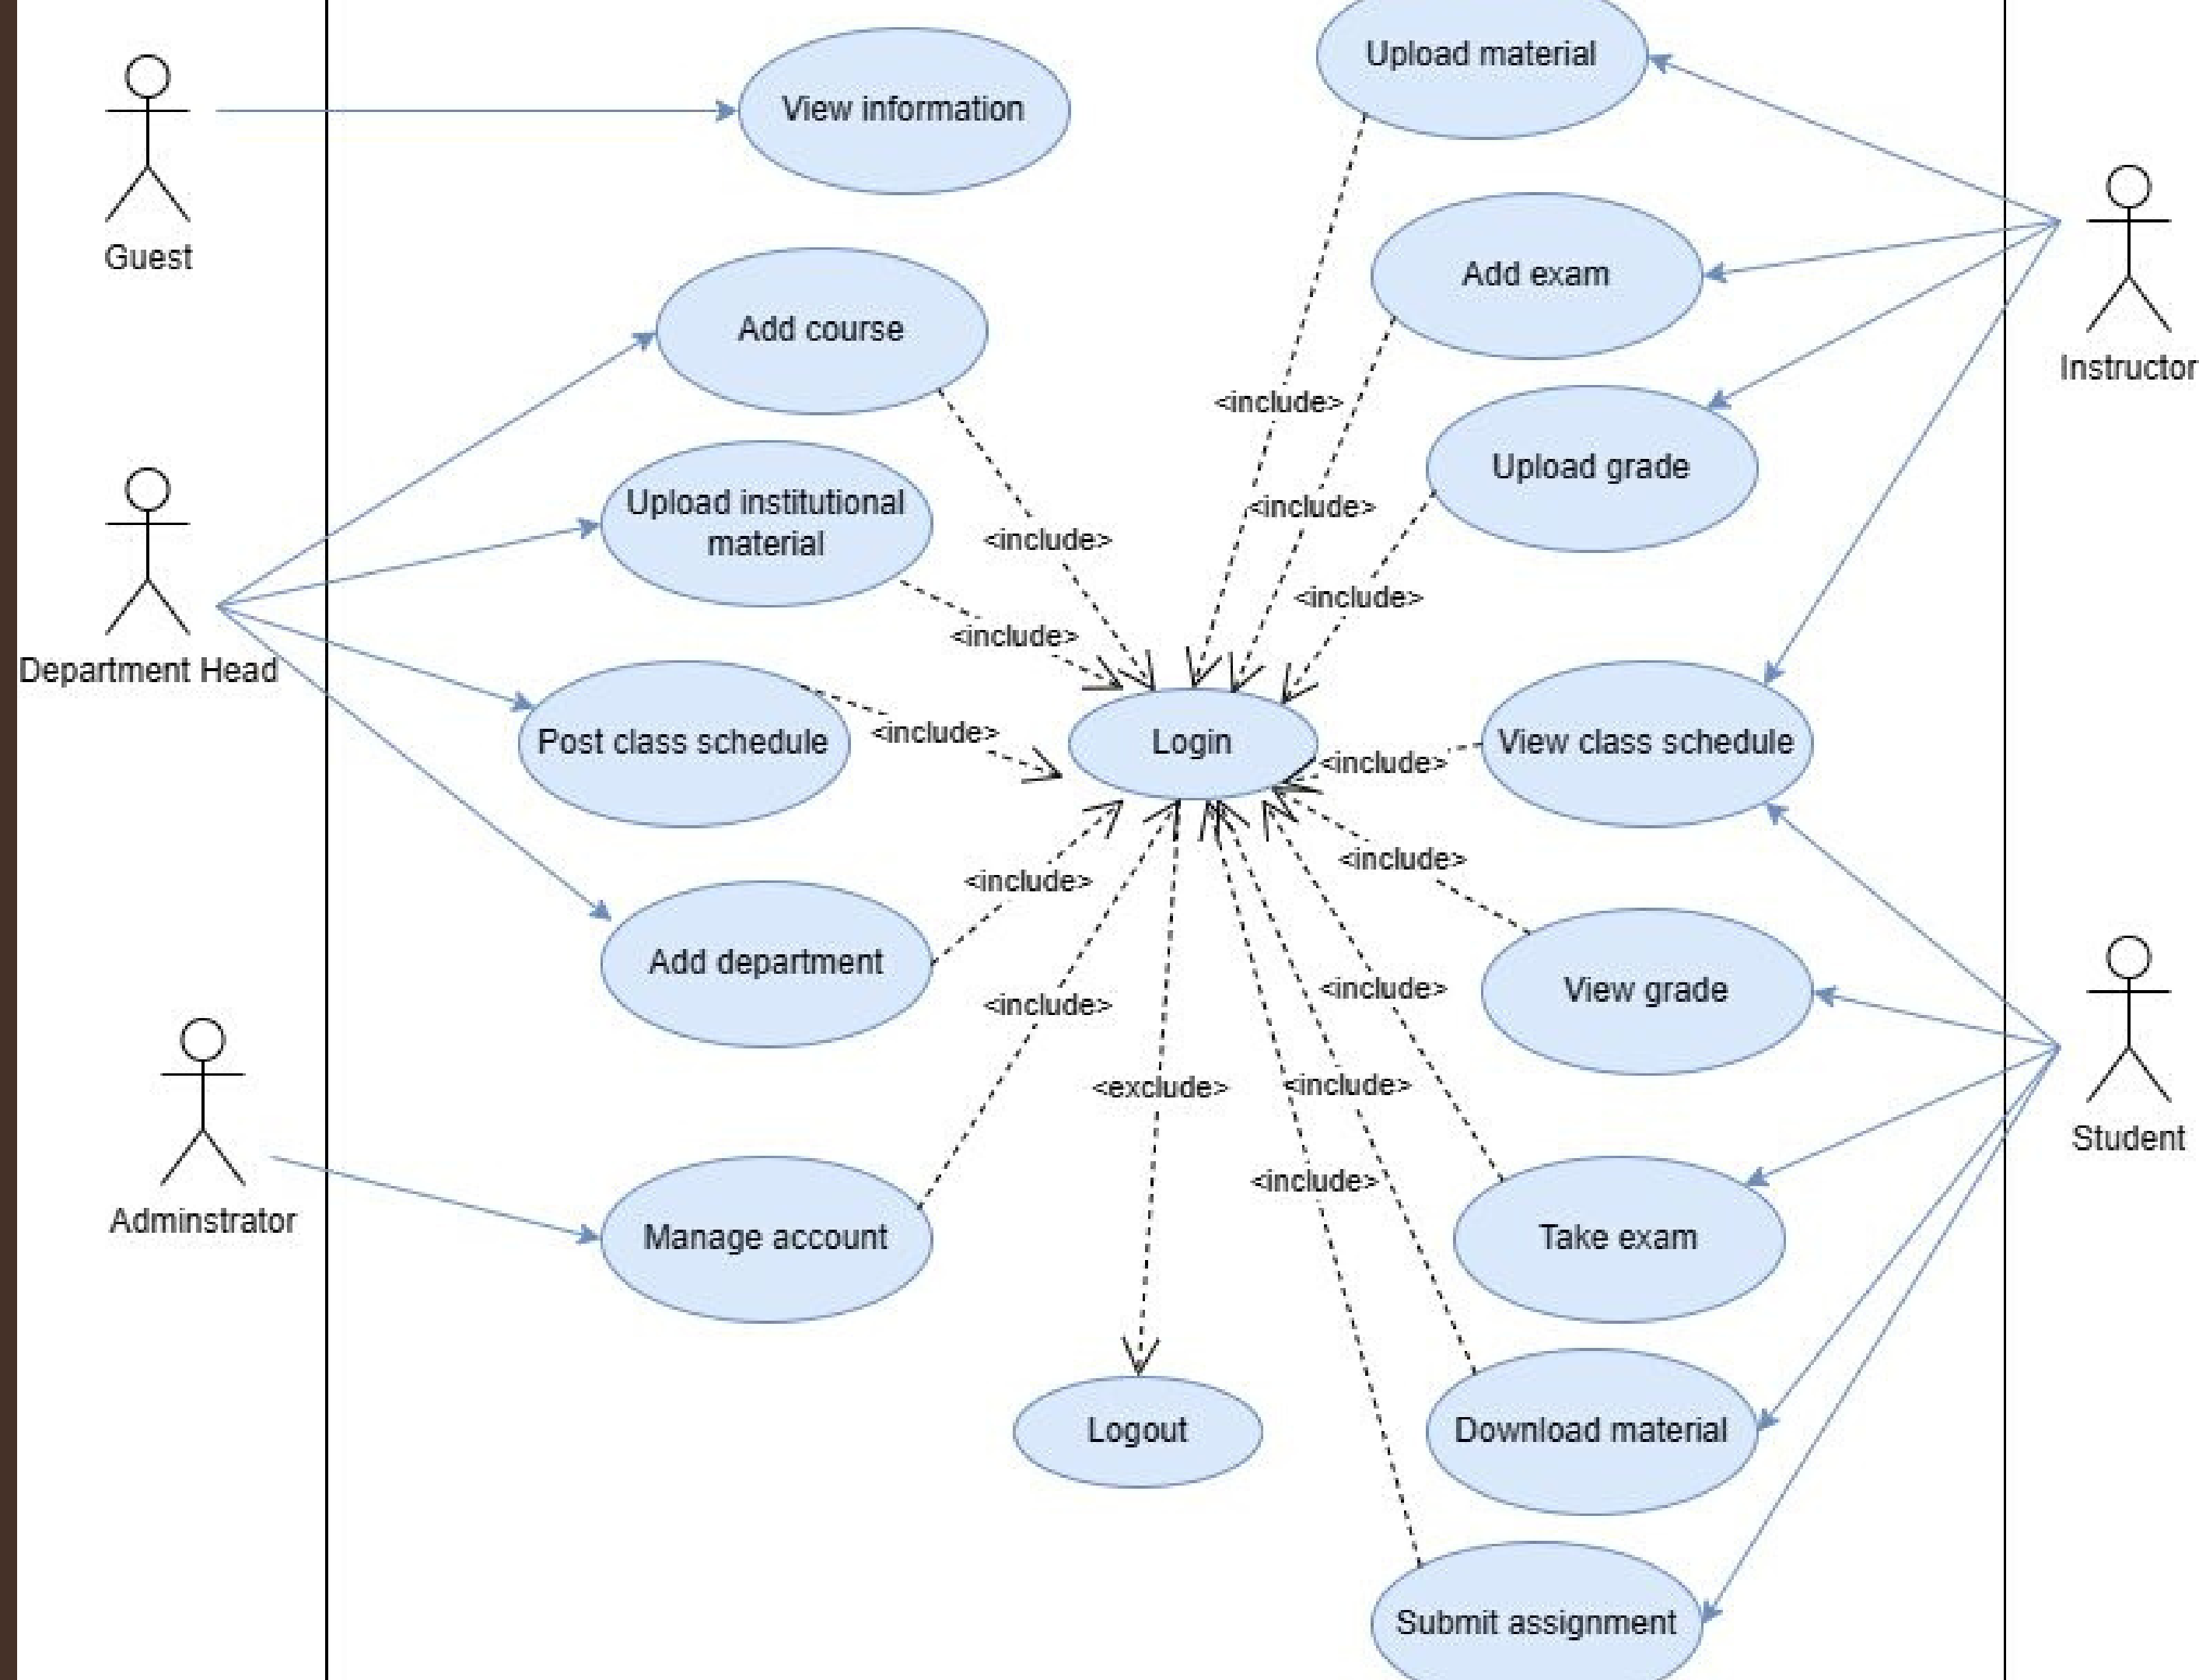 Upload material
View information
Guest
Add exam
Add course
Instructor
<include>
Upload grade
Upload institutional
material
<include>
<include>
<include>
<include>
Department Head
<include>
Post class schedule
Login
View class schedule
<include>
<include>
<include>
<include>
Add department
View grade
<include>
<include>
<exclude>
<include>
Student
<include>
Adminstrator
Manage account
Take exam
Logout
Download material
Submit assignment